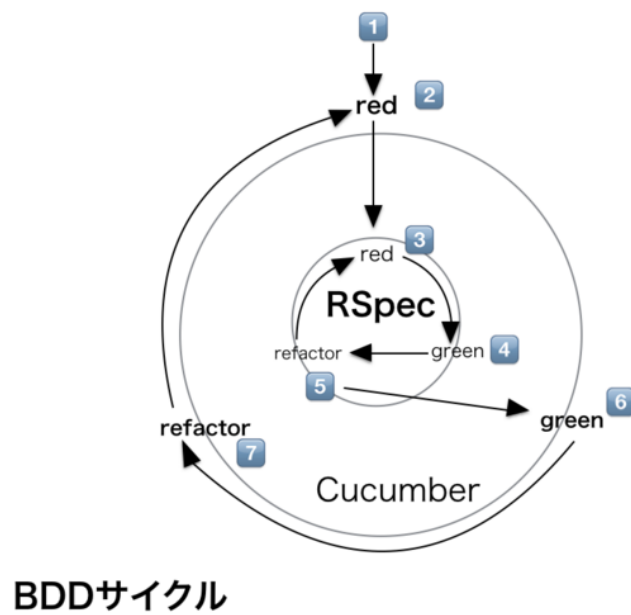 1
red 2
red 3
RSpec
refactor green 4
5
green 6
refactor 7
Cucumber
BDDサイクル